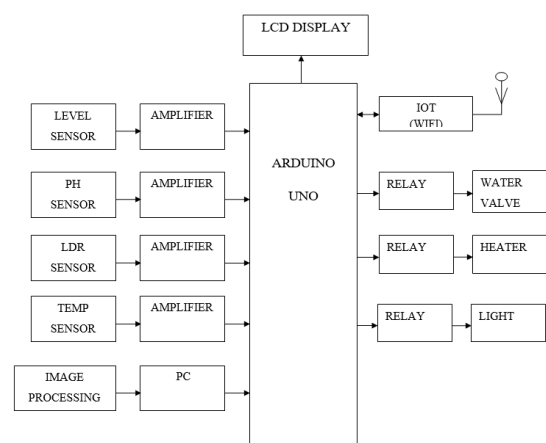 LCD DISPLAY
LEVEL
SENSOR
AMPLIFIER
PH
SENSOR
AMPLIFIER
LDR
SENSOR
AMPLIFIER
TEMP
SENSOR
AMPLIFIER
IMAGE
PROCESSING
PC
ARDUINO
UNO
IOT
(WIFI)
RELAY
WATER
VALVE
RELAY
HEATER
RELAY
LIGHT